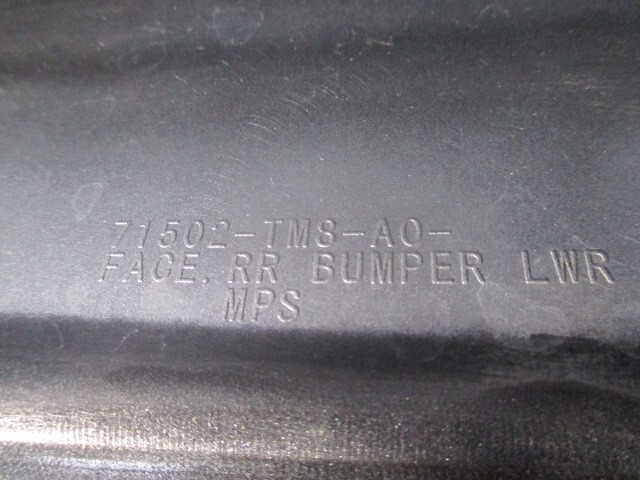 71502-TM8-A0-
FACE. RR BUMPER LWR
MPS